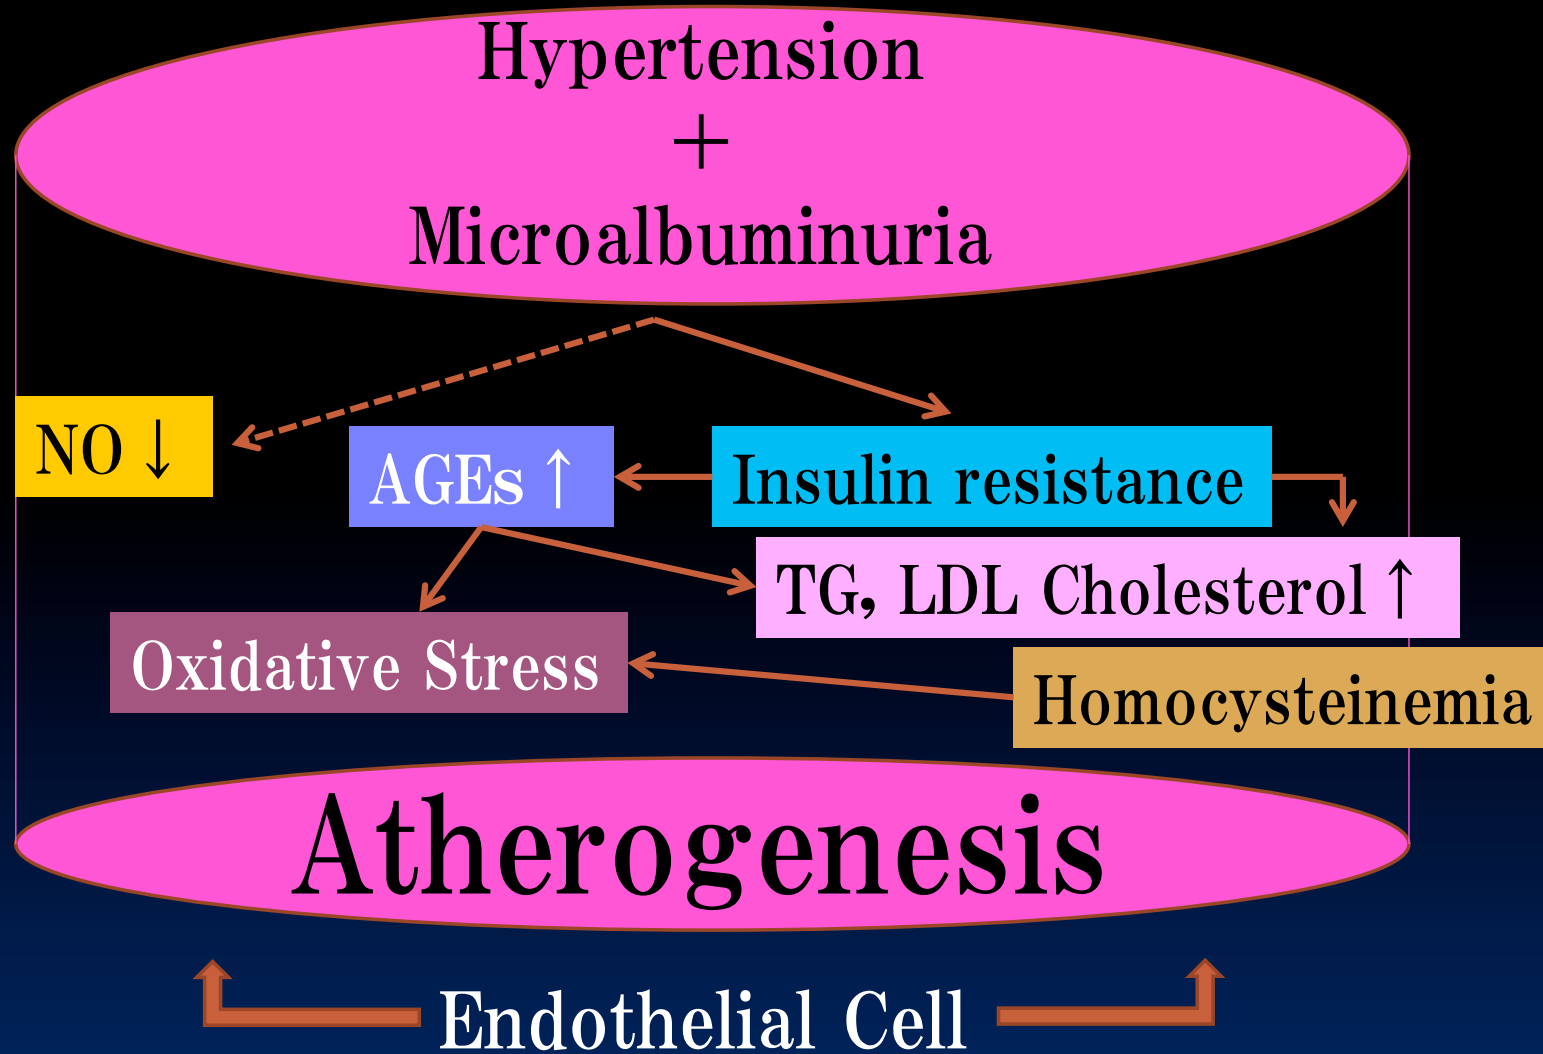 Hypertension
+
Microalbuminuria
NO ↓
AGEs ↑
Insulin resistance
TG, LDL Cholesterol ↑
Oxidative Stress
Homocysteinemia
Atherogenesis
Endothelial Cell